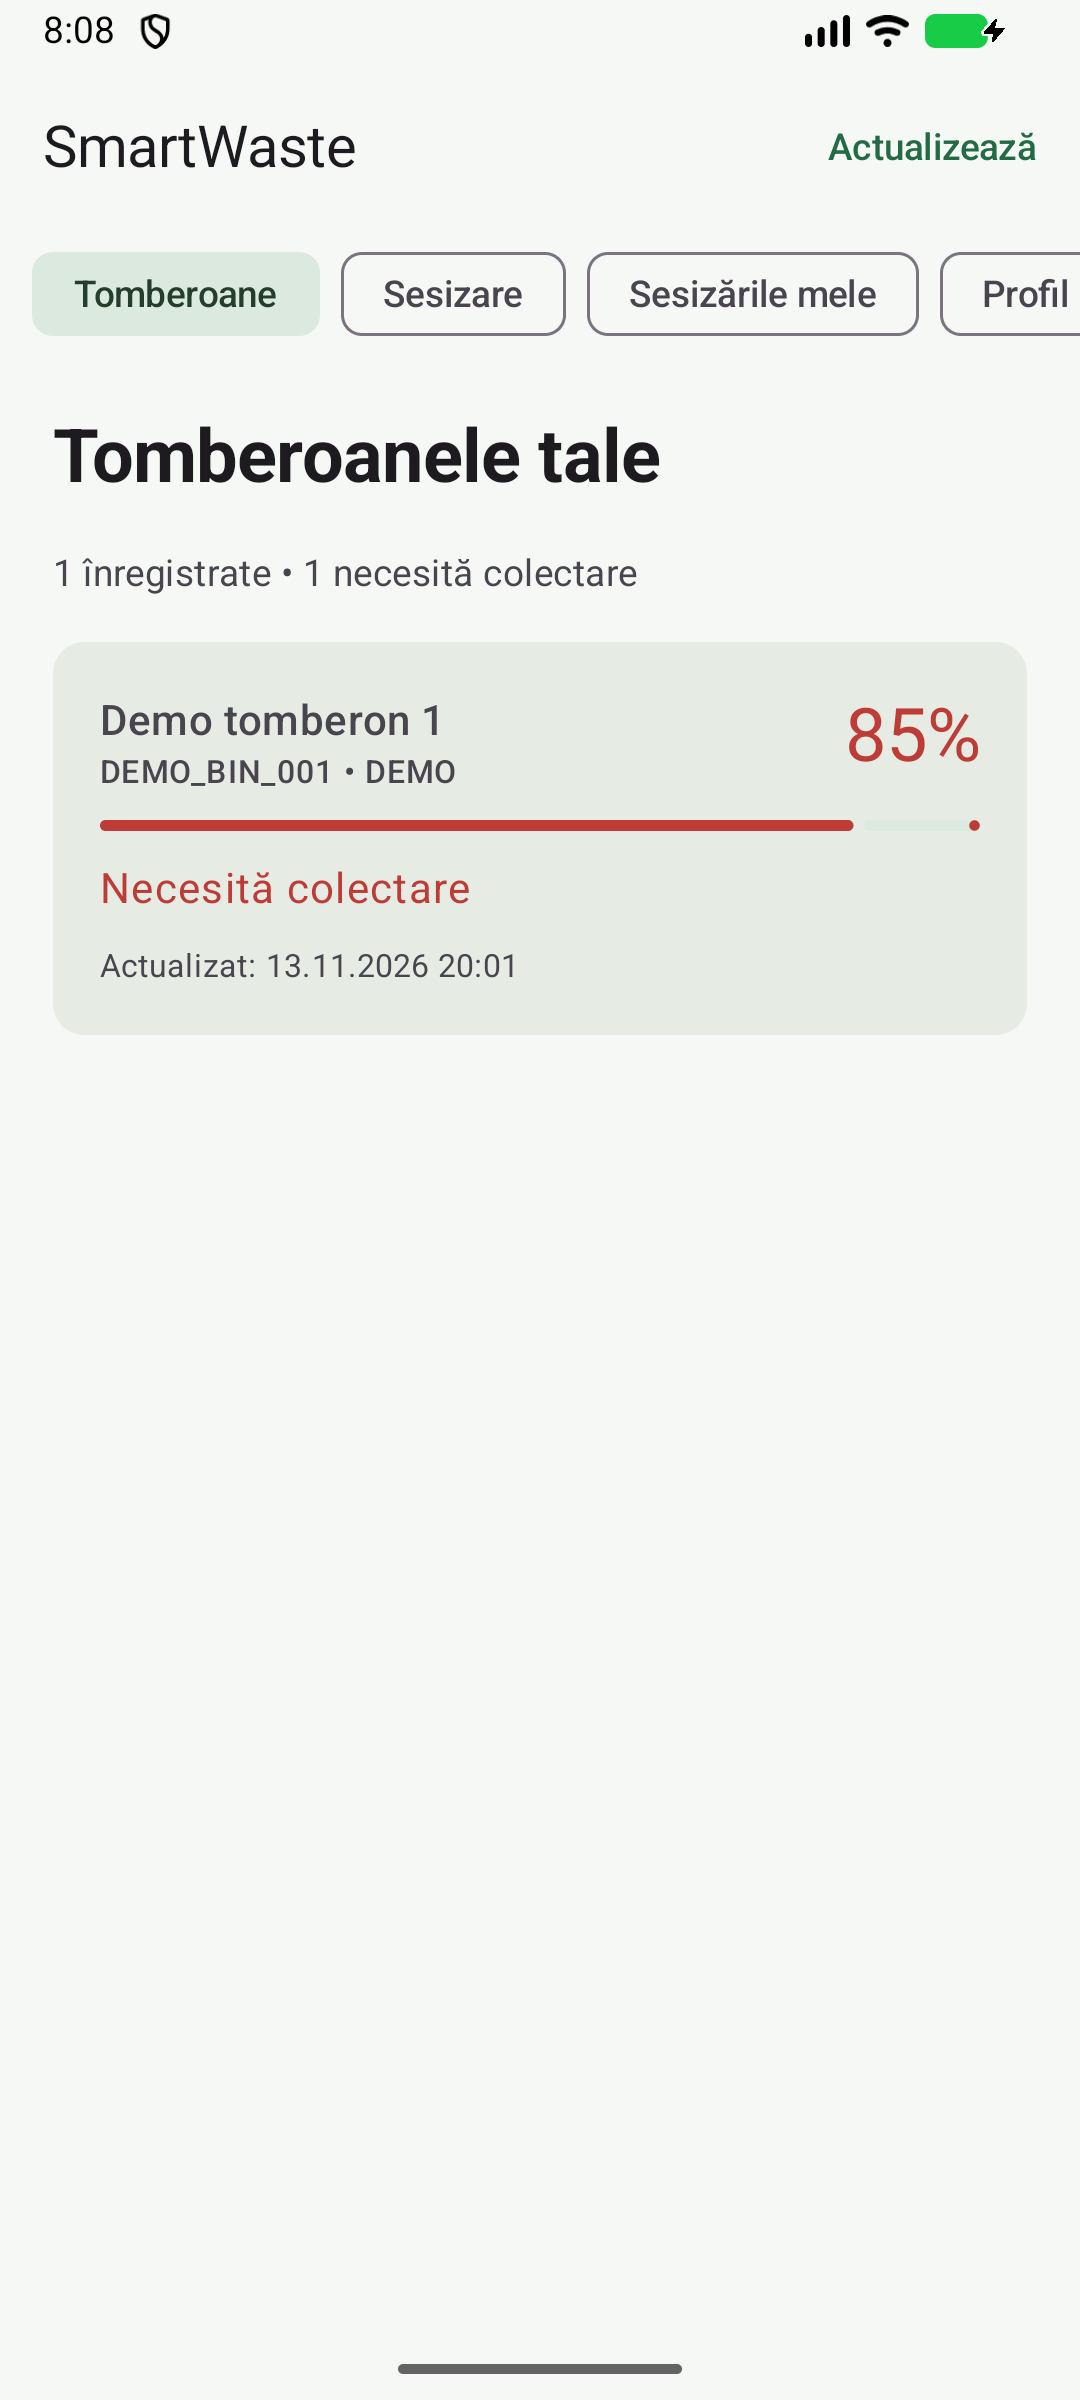 8:08
SmartWaste
Actualizează
Tomberoane
Sesizare
Sesizările mele
Profil
Tomberoanele tale
1 înregistrate • 1 necesită colectare
Demo tomberon 1
85%
DEMO_BIN_001 • DEMO
Necesită colectare
Actualizat: 13.11.2026 20:01